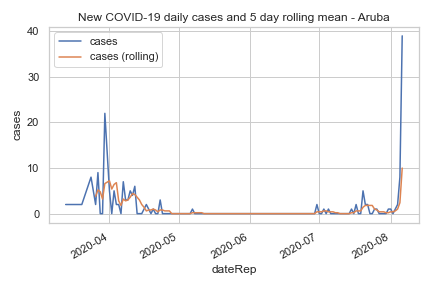 New COVID-19 daily cases and 5 day rolling mean - Aruba
cases
cases (rolling)
40
30
20
10
0
cases
2020-04
2020-05
2020-06
2020-07
2020-08
dateRep